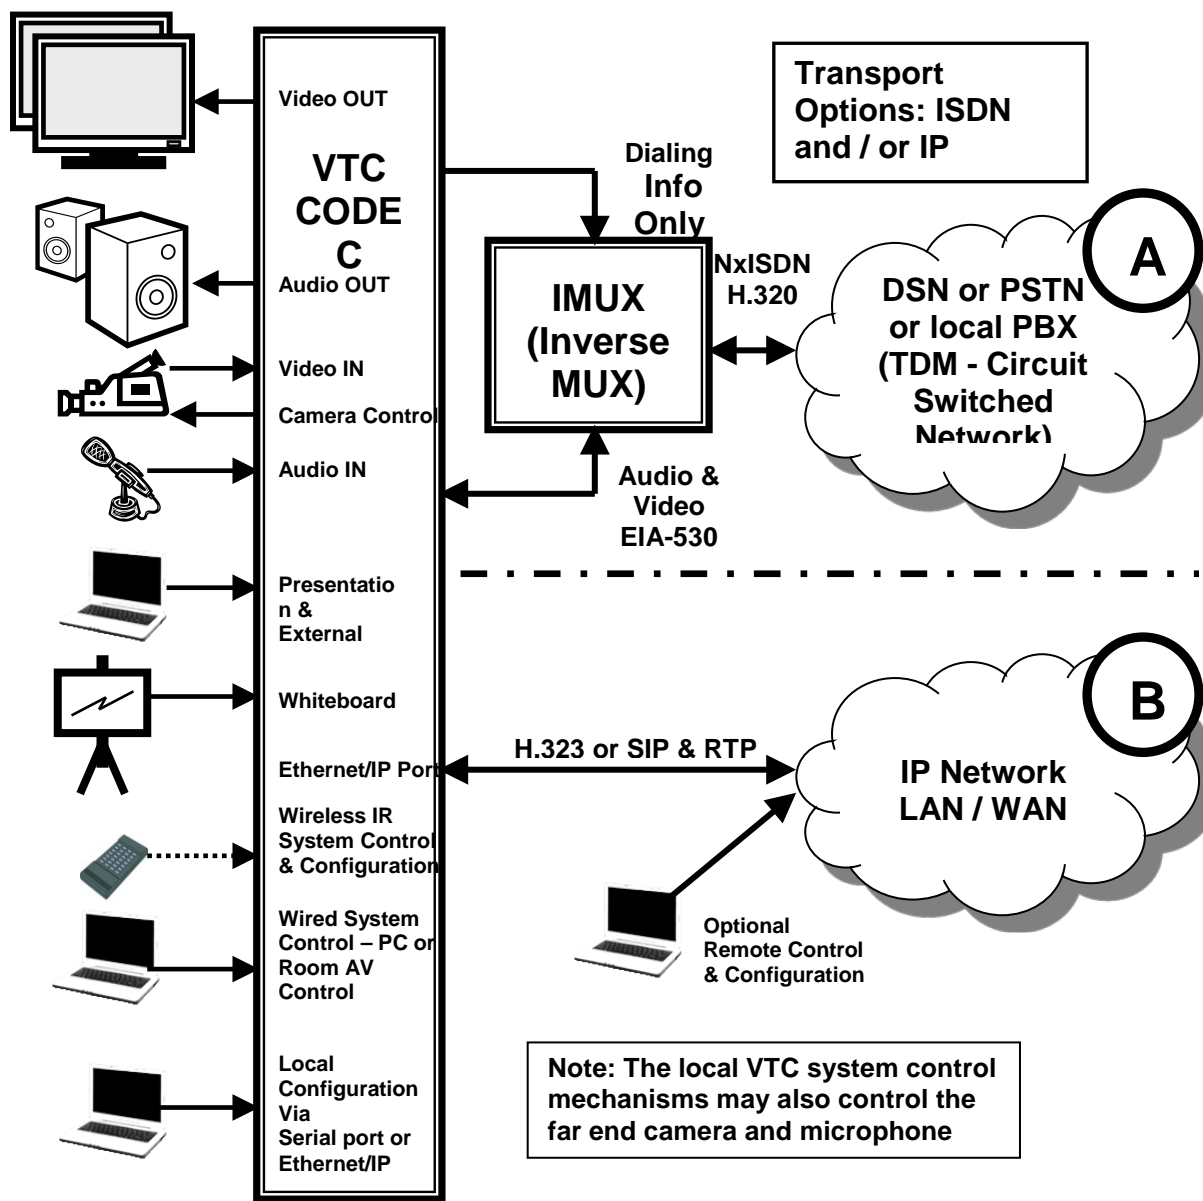 Video OUT
VTC
CODE
C
Audio OUT
Video IN
Camera Control
Audio IN
Presentatio
n &
External
Whiteboard
Ethernet/IP Port
Wireless IR
System Control
& Configuration
Wired System
Control – PC or
Room AV
Control
Local
Configuration
Via
Serial port or
Ethernet/IP
Dialing
Info
Only
IMUX
(Inverse
MUX)
Audio &
Video
EIA-530
NxISDN
H.320
Transport
Options: ISDN
and / or IP
A
DSN or PSTN
or local PBX
(TDM - Circuit
Switched
Network)
H.323 or SIP & RTP
B
IP Network
LAN / WAN
Optional
Remote Control
& Configuration
Note: The local VTC system control
mechanisms may also control the
far end camera and microphone